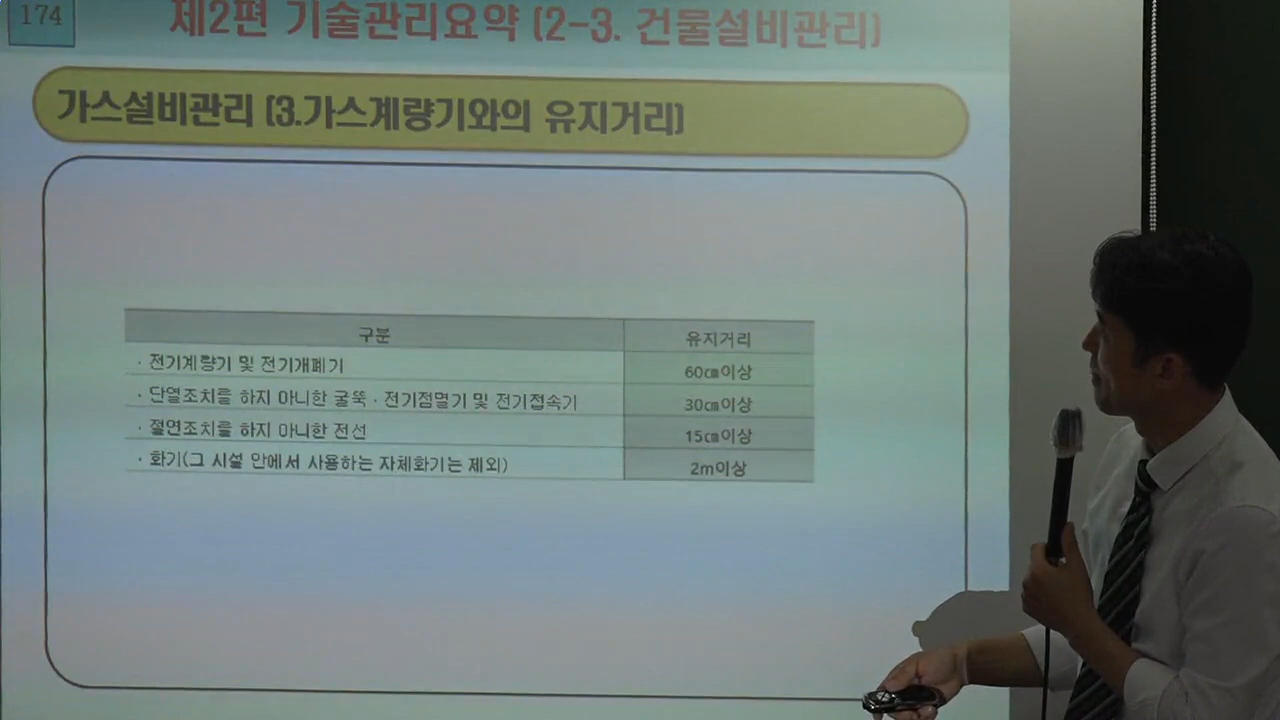 174
제2편 기술관리요약 (2-3. 건물설비관리)
가스설비관리 (3.가스계량기와의 유지거리)
구분 유지거리
· 전기계량기 및 전기개폐기 60㎝이상
· 단열조치를 하지 아니한 굴뚝 · 전기점멸기 및 전기접속기 30㎝이상
· 절연조치를 하지 아니한 전선 15㎝이상
· 화기(그 시설 안에서 사용하는 자체화기는 제외) 2m이상